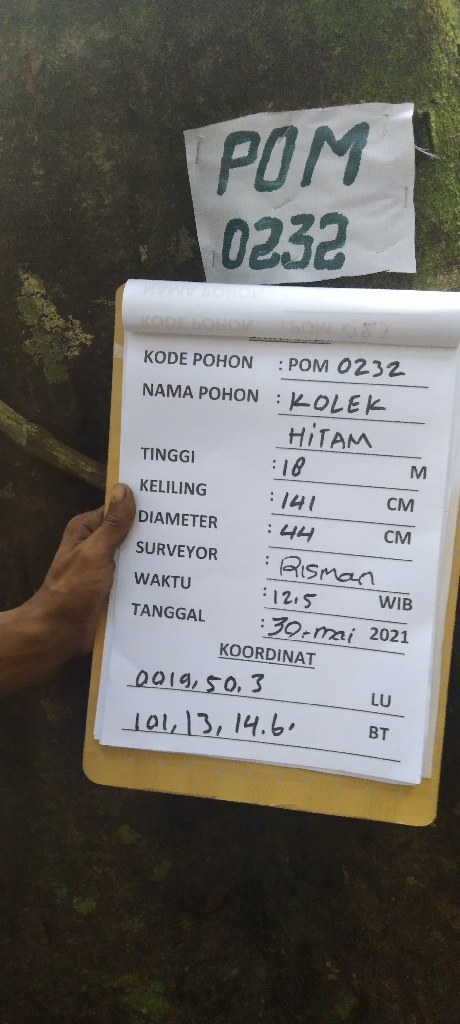 POM
0232
KODE POHON : POM 0232
NAMA POHON : KOLEK
HITAM
TINGGI : 18 M
KELILING : 141 CM
DIAMETER : 44 CM
SURVEYOR : Risman
WAKTU : 12.5 WIB
TANGGAL : 30-mai 2021
KOORDINAT
0019,50.3 LU
101,13,14.6. BT